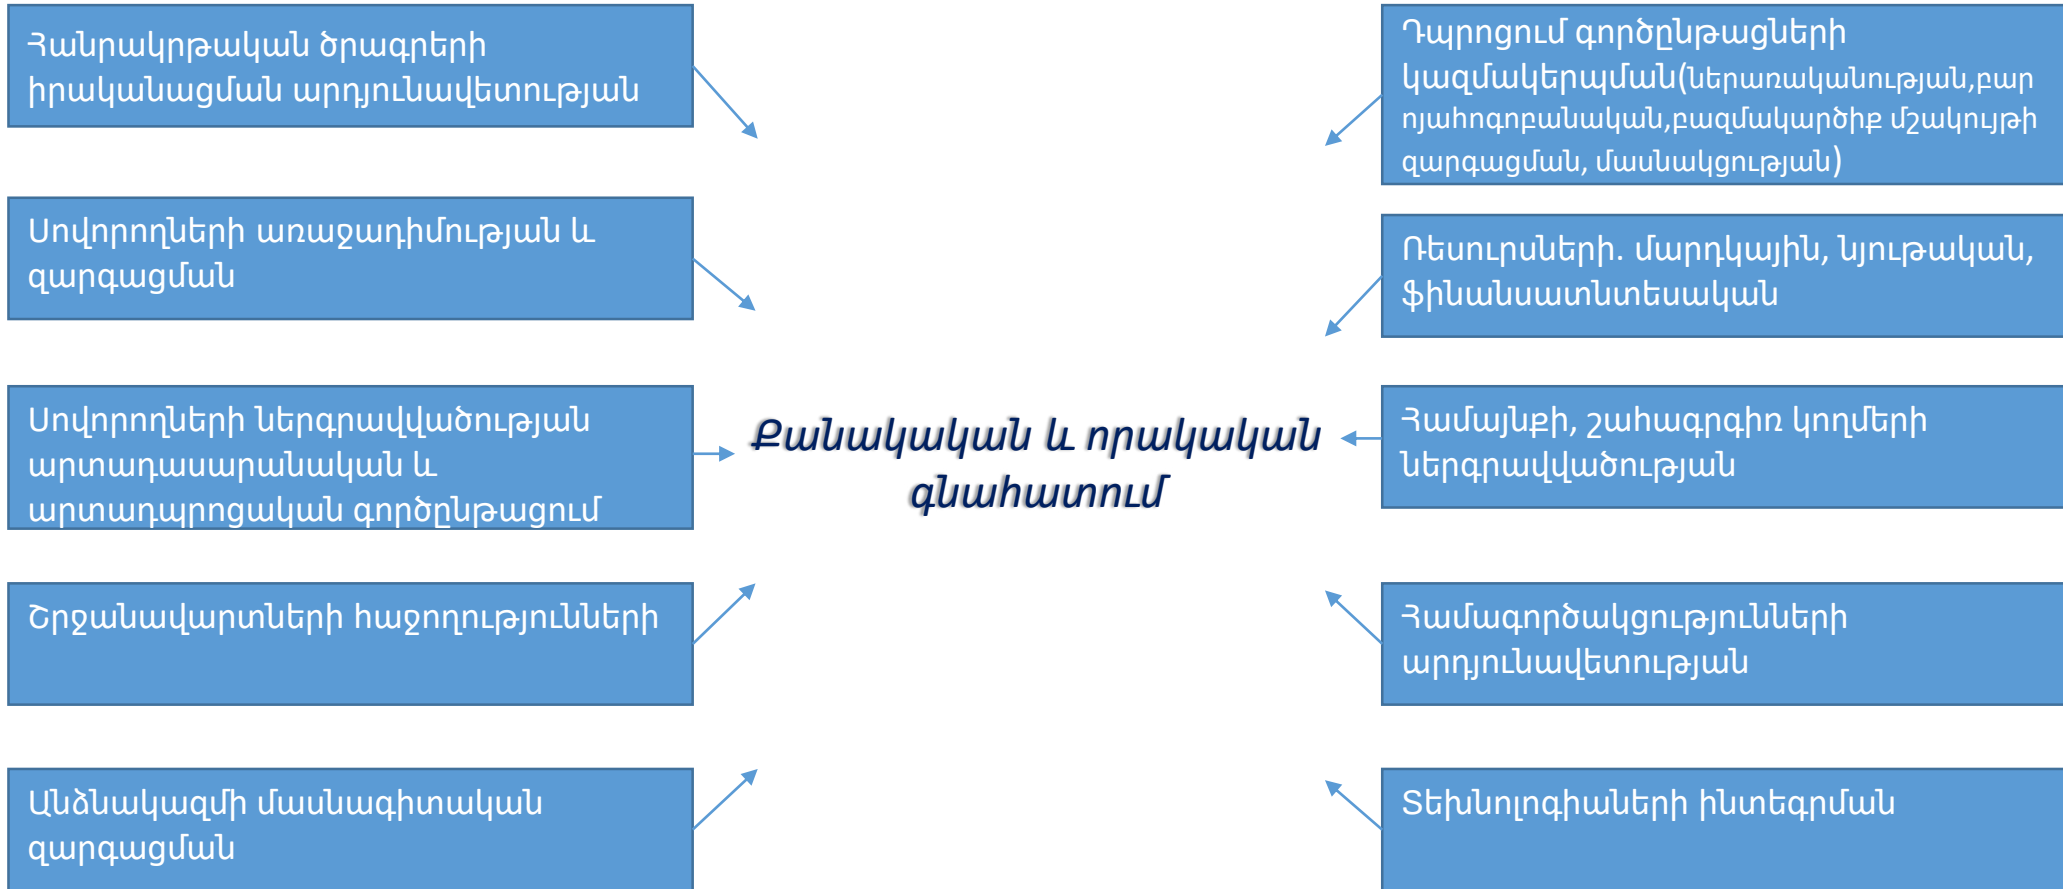 Հանրակրթական ծրագրերի
իրականացման արդյունավետության
Սովորողների առաջադիմության և
զարգացման
Սովորողների ներգրավվածության
արտադասարանական և
արտադպրոցական գործընթացում
Շրջանավարտների հաջողությունների
Անձնակազմի մասնագիտական
զարգացման
Քանակական և որակական
գնահատում
Դպրոցում գործընթացների
կազմակերպման(ներառականության,բար
ոյահոգոբանական,բազմակարծիք մշակույթի
զարգացման, մասնակցության)
Ռեսուրսների. մարդկային, նյութական,
ֆինանսատնտեսական
Համայնքի, շահագրգիռ կողմերի
ներգրավվածության
Համագործակցությունների
արդյունավետության
Տեխնոլոգիաների ինտեգրման